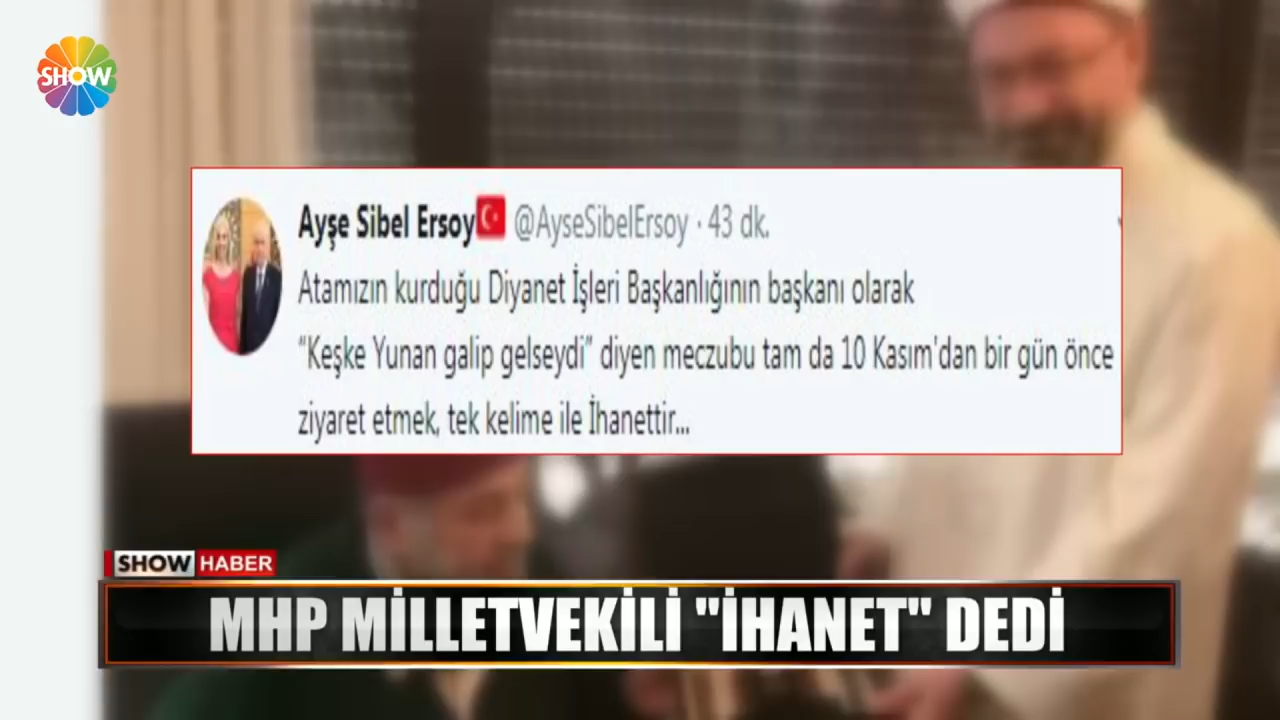 SHOW
Ayşe Sibel Ersoy @AyseSibelErsoy · 43 dk.
Atamızın kurduğu Diyanet İşleri Başkanlığının başkanı olarak
“Keşke Yunan galip gelseydi” diyen meczubu tam da 10 Kasım'dan bir gün önce
ziyaret etmek, tek kelime ile İhanettir...
SHOW HABER
MHP MİLLETVEKİLİ "İHANET" DEDİ